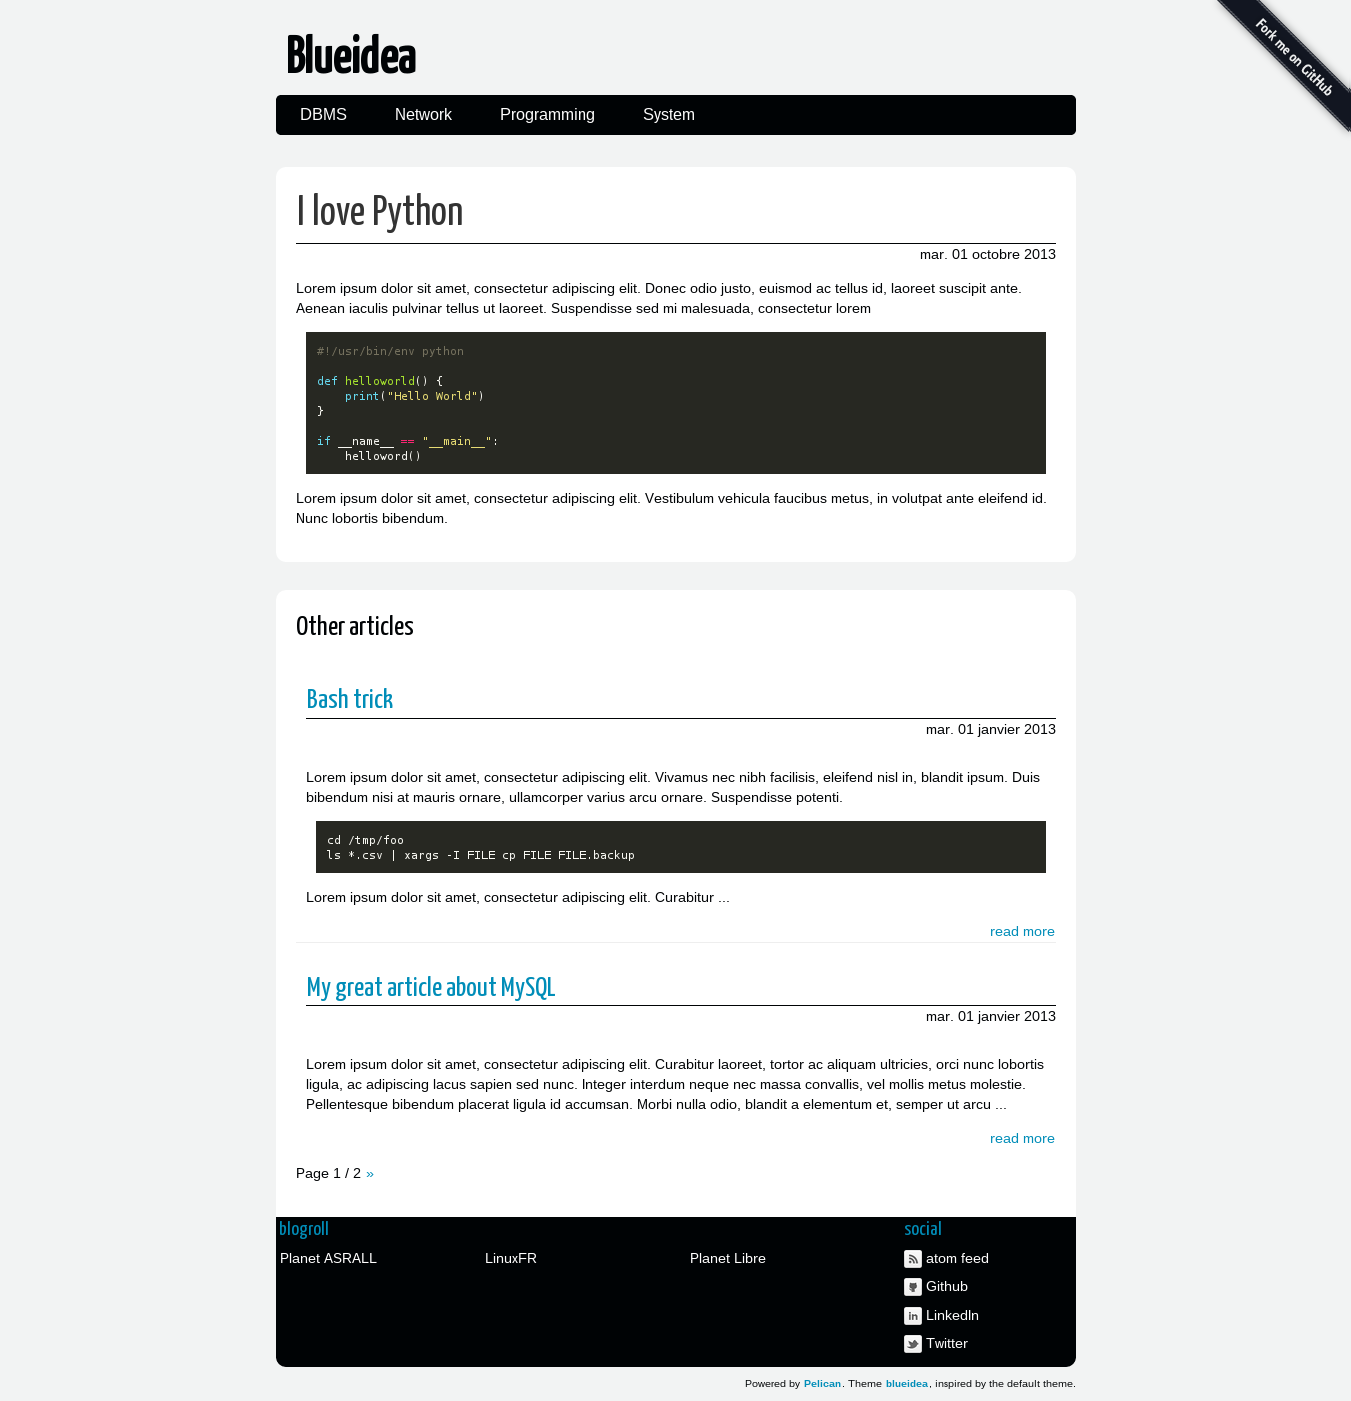 Blueidea
Fork me on GitHub
DBMS Network Programming System
I love Python
mar. 01 octobre 2013
Lorem ipsum dolor sit amet, consectetur adipiscing elit. Donec odio justo, euismod ac tellus id, laoreet suscipit ante.
Aenean iaculis pulvinar tellus ut laoreet. Suspendisse sed mi malesuada, consectetur lorem
#!/usr/bin/env python
def helloworld() {
    print("Hello World")
}
if __name__ == "__main__":
    helloword()
Lorem ipsum dolor sit amet, consectetur adipiscing elit. Vestibulum vehicula faucibus metus, in volutpat ante eleifend id.
Nunc lobortis bibendum.
Other articles
Bash trick
mar. 01 janvier 2013
Lorem ipsum dolor sit amet, consectetur adipiscing elit. Vivamus nec nibh facilisis, eleifend nisl in, blandit ipsum. Duis
bibendum nisi at mauris ornare, ullamcorper varius arcu ornare. Suspendisse potenti.
cd /tmp/foo
ls *.csv | xargs -I FILE cp FILE FILE.backup
Lorem ipsum dolor sit amet, consectetur adipiscing elit. Curabitur ...
read more
My great article about MySQL
mar. 01 janvier 2013
Lorem ipsum dolor sit amet, consectetur adipiscing elit. Curabitur laoreet, tortor ac aliquam ultricies, orci nunc lobortis
ligula, ac adipiscing lacus sapien sed nunc. Integer interdum neque nec massa convallis, vel mollis metus molestie.
Pellentesque bibendum placerat ligula id accumsan. Morbi nulla odio, blandit a elementum et, semper ut arcu ...
read more
Page 1 / 2 »
blogroll
Planet ASRALL LinuxFR Planet Libre
social
atom feed
Github
LinkedIn
Twitter
Powered by Pelican. Theme blueidea, inspired by the default theme.